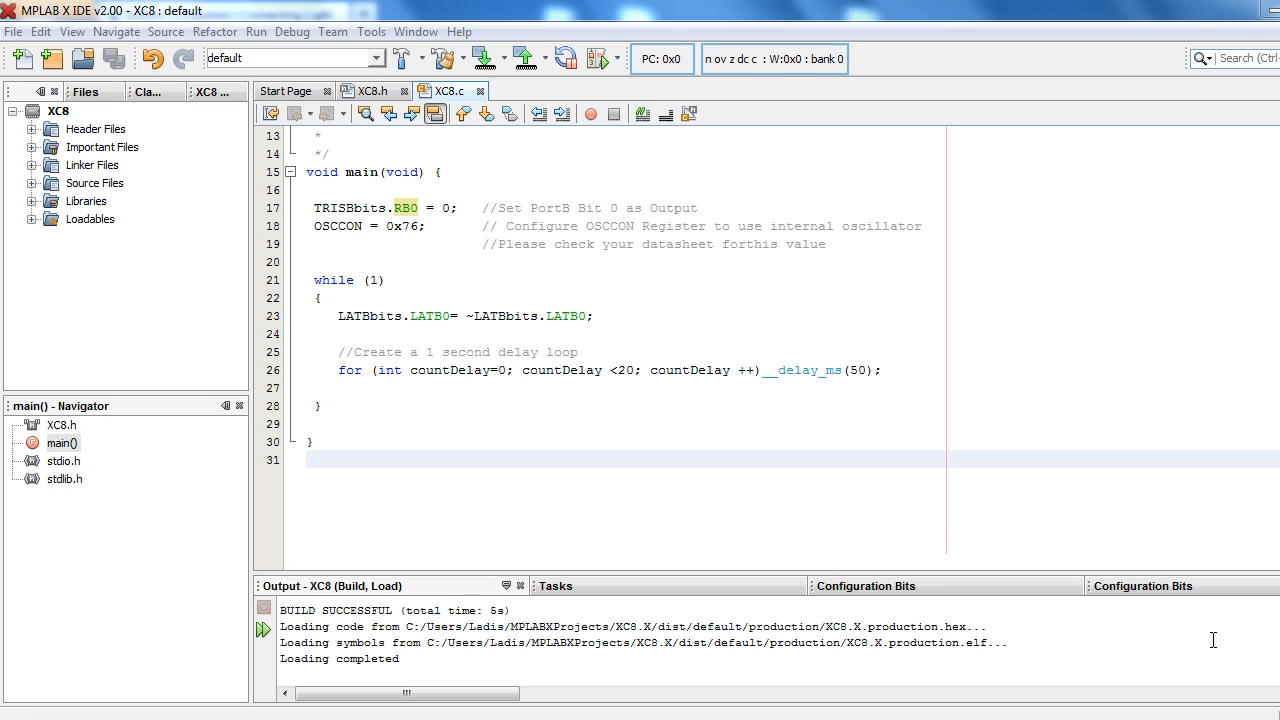 MPLAB X IDE v2.00 - XC8 : default
File Edit View Navigate Source Refactor Run Debug Team Tools Window Help
default
PC: 0x0
n ov z dc c : W:0x0 : bank 0
Search (Ctrl-
Files
Cla...
XC8 ...
XC8
Header Files
Important Files
Linker Files
Source Files
Libraries
Loadables
main() - Navigator
XC8.h
main()
stdio.h
stdlib.h
Start Page XC8.h XC8.c
13 *
14 */
15 void main(void) {
16
17 TRISBbits.RB0 = 0; //Set PortB Bit 0 as Output
18 OSCCON = 0x76; // Configure OSCCON Register to use internal oscillator
19 //Please check your datasheet forthis value
20
21 while (1)
22 {
23 LATBbits.LATB0= ~LATBbits.LATB0;
24
25 //Create a 1 second delay loop
26 for (int countDelay=0; countDelay <20; countDelay ++)__delay_ms(50);
27
28 }
29
30 }
31
Output - XC8 (Build, Load) Tasks Configuration Bits Configuration Bits
BUILD SUCCESSFUL (total time: 5s)
Loading code from C:/Users/Ladis/MPLABXProjects/XC8.X/dist/default/production/XC8.X.production.hex...
Loading symbols from C:/Users/Ladis/MPLABXProjects/XC8.X/dist/default/production/XC8.X.production.elf...
Loading completed